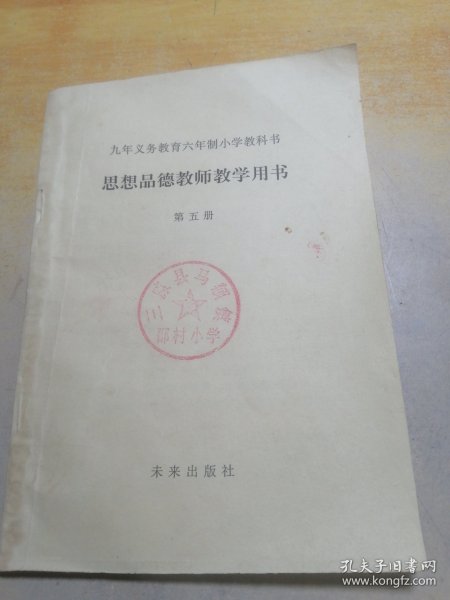 九年义务教育六年制小学教科书
思想品德教师教学用书
第五册
三原县马额镇
邵村小学
未来出版社
孔夫子旧书网
www.kongfz.com